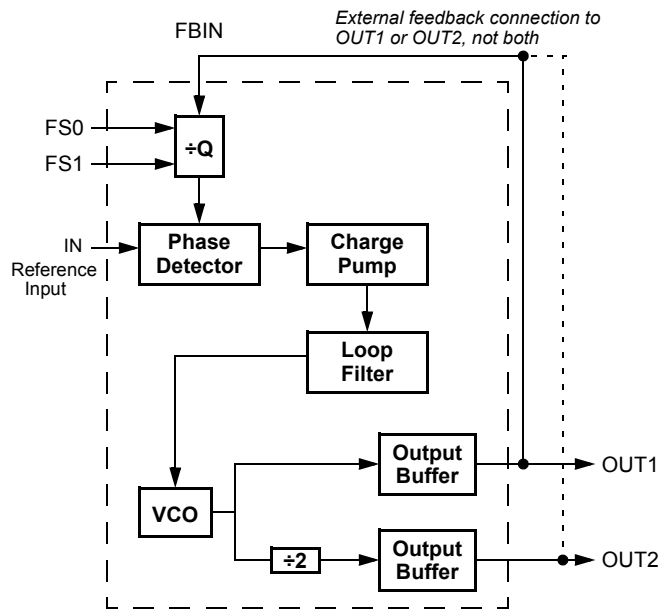 External feedback connection to
OUT1 or OUT2, not both
FBIN
FS0
FS1
÷Q
IN
Reference
Input
Phase
Detector
Charge
Pump
Loop
Filter
VCO
Output
Buffer
OUT1
÷2
Output
Buffer
OUT2